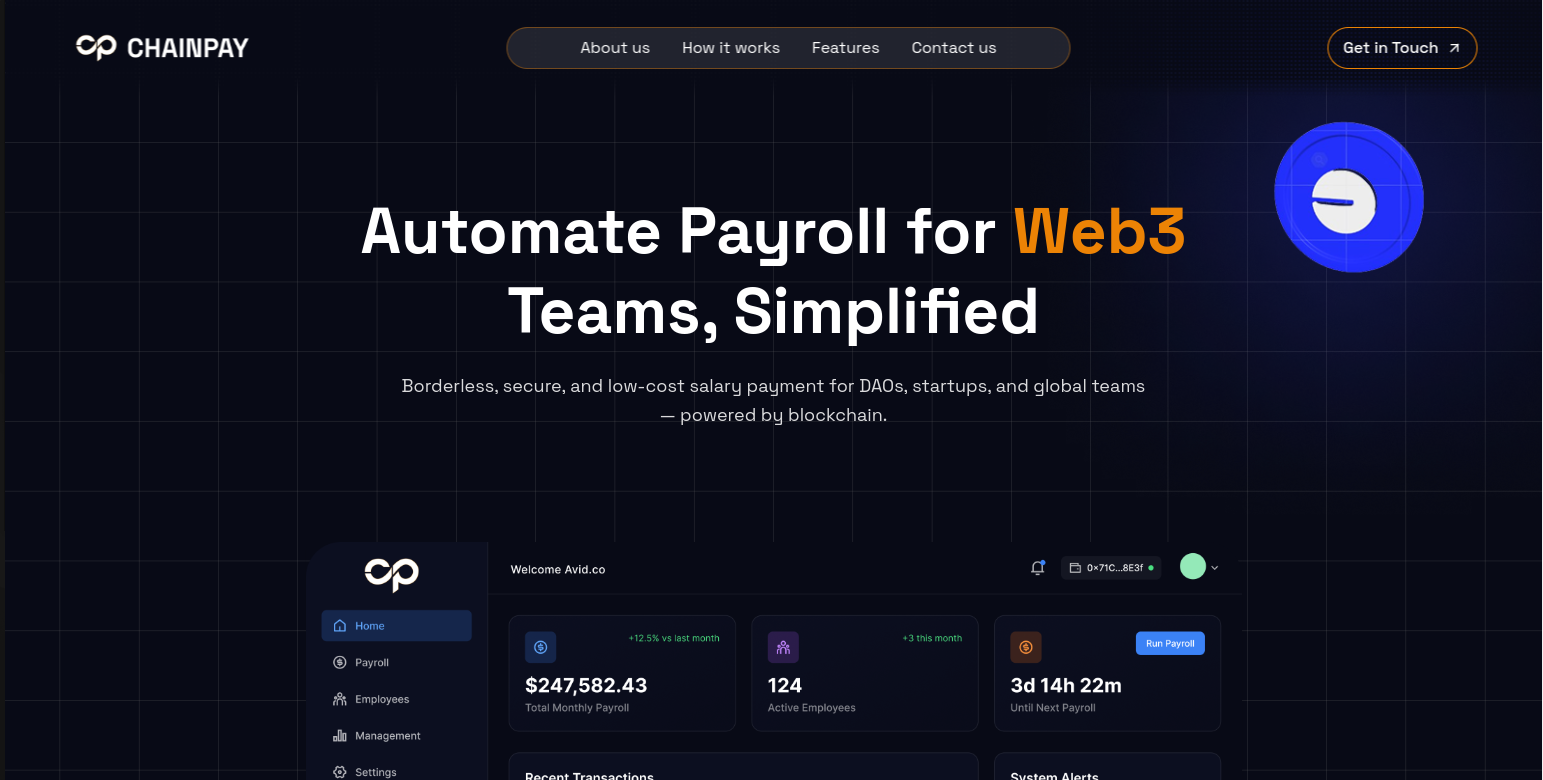 CHAINPAY
About us
How it works
Features
Contact us
Get in Touch
Automate Payroll for Web3
Teams, Simplified
Borderless, secure, and low-cost salary payment for DAOs, startups, and global teams
— powered by blockchain.
cp
Welcome Avid.co
0x71C...8E3f
Home
Payroll
Employees
Management
Settings
+12.5% vs last month
$247,582.43
Total Monthly Payroll
+3 this month
124
Active Employees
Run Payroll
3d 14h 22m
Until Next Payroll
Recent Transactions
System Alerts